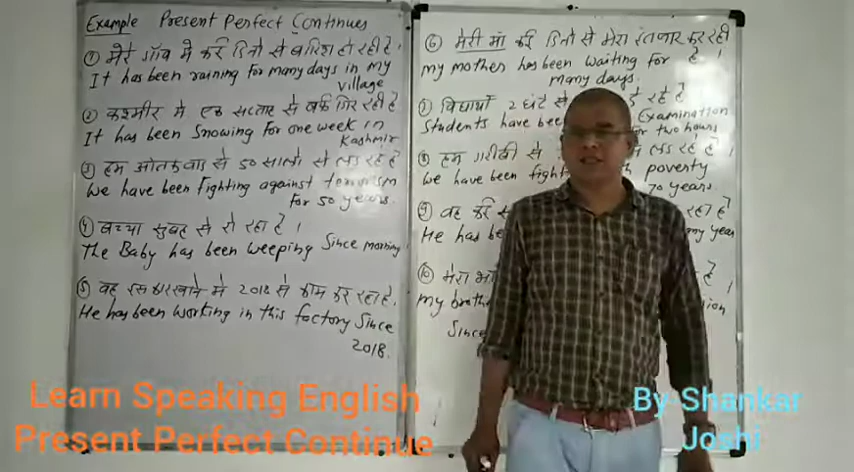 Example Present Perfect Continues
① मेरे गाँव मे कई दिनो से बारिश हो रही है।
It has been raining for many days in my
village
② कश्मीर मे एक सप्ताह से बर्फ गिर रही है
It has been Snowing for one week in
Kashmir
③ हम आतंकवाद से 50 सालो से लड रहे है
We have been fighting against terrorism
for 50 years.
④ बच्चा सुबह से रो रहा है।
The Baby has been weeping Since morning
⑤ वह इस कारखाने मे 2018 से काम कर रहा है.
He has been working in this factory Since
2018.
⑥ मेरी मां कई दिनो से मेरा इंतजार कर रही
है।
my mother has been waiting for
many days.
विद्यार्थी 2 घंटे से रहे है
Students have Examination
for two hours
⑧ हम गरीबी से लड रहे है।
We have been poverty
70 years.
⑨ वह कई रहा है
He has year
⑩ मेरा है।
my
Since
Learn Speaking English
Present Perfect Continue
By Shankar
Joshi